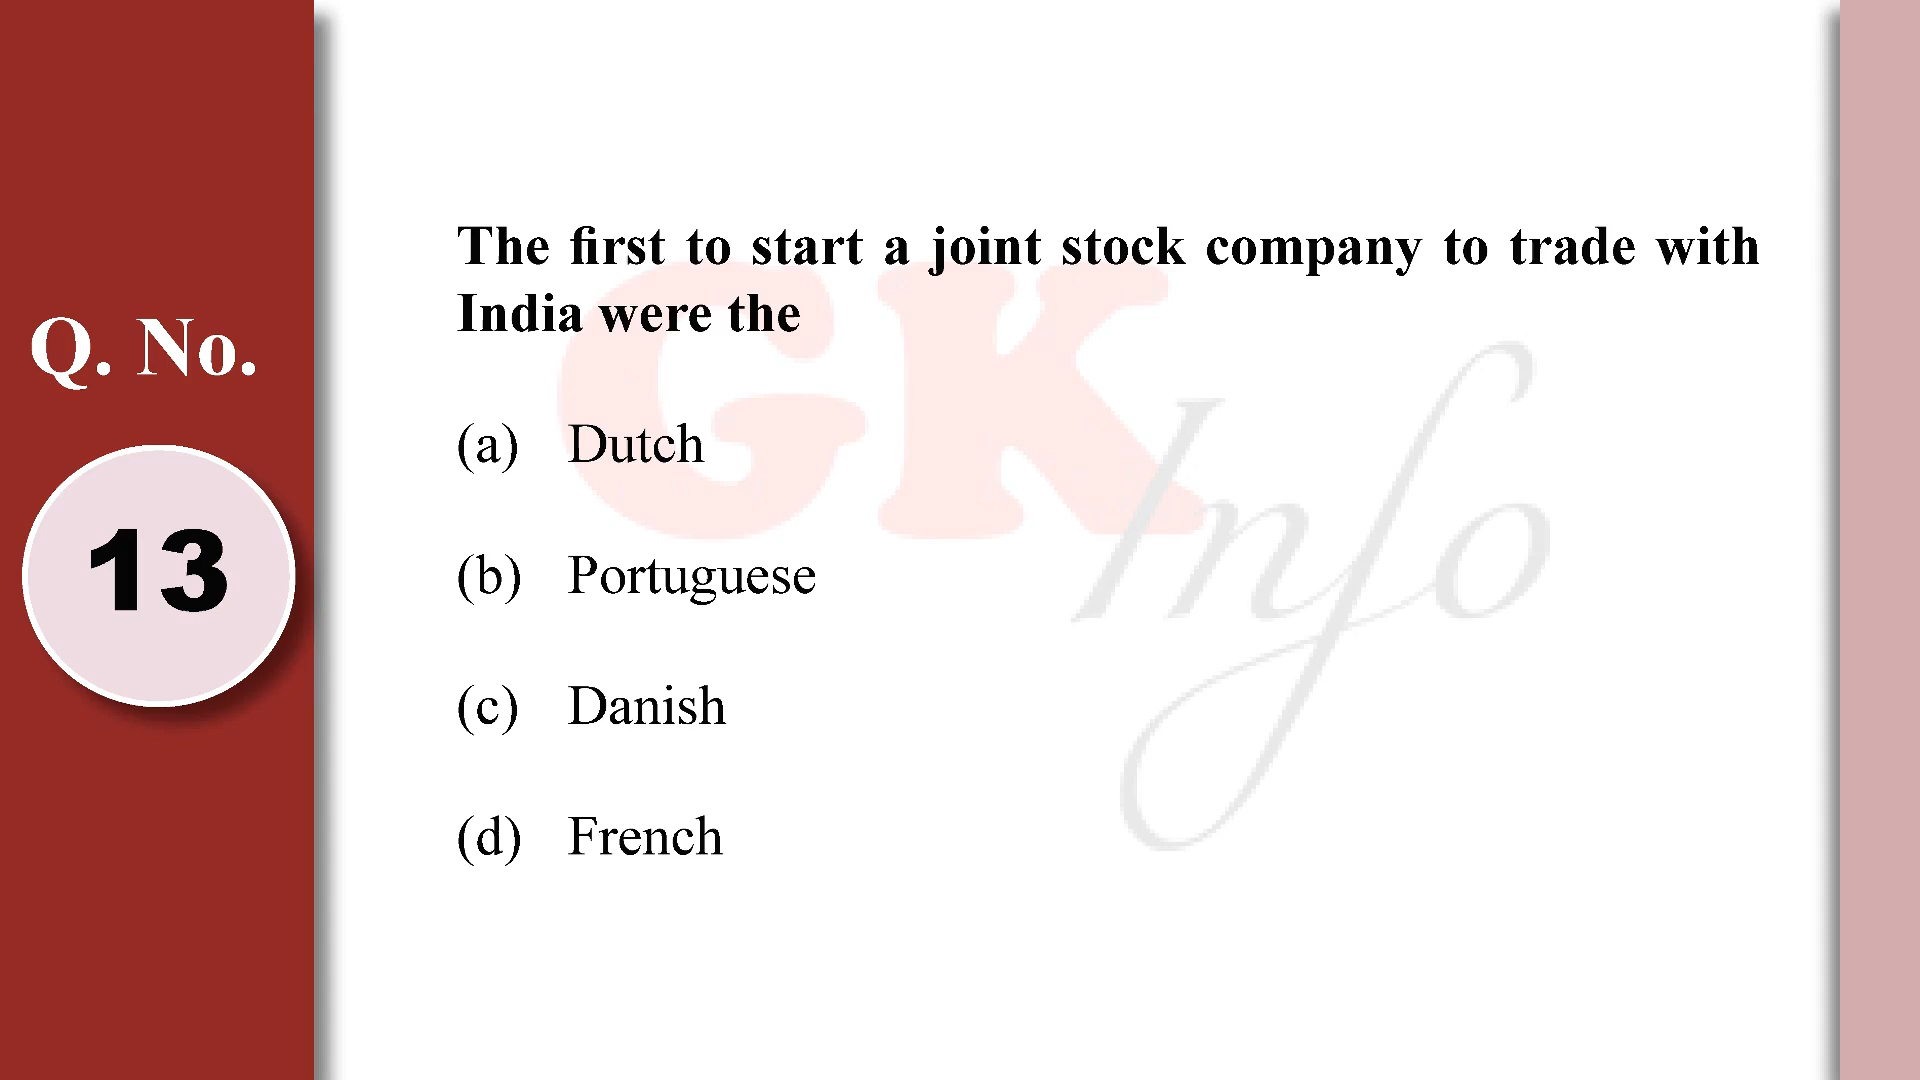 Q. No.
13
The first to start a joint stock company to trade with
India were the
(a) Dutch
(b) Portuguese
(c) Danish
(d) French
GK
Info